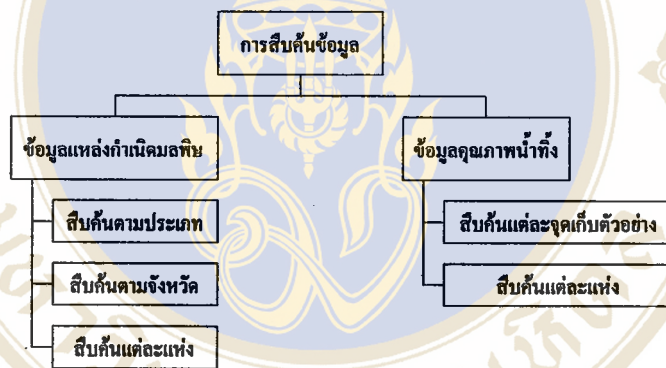 การสืบค้นข้อมูล
ข้อมูลแหล่งกำเนิดมลพิษ
ข้อมูลคุณภาพน้ำทิ้ง
สืบค้นตามประเภท
สืบค้นแต่ละจุดเก็บตัวอย่าง
สืบค้นตามจังหวัด
สืบค้นแต่ละแห่ง
สืบค้นแต่ละแห่ง